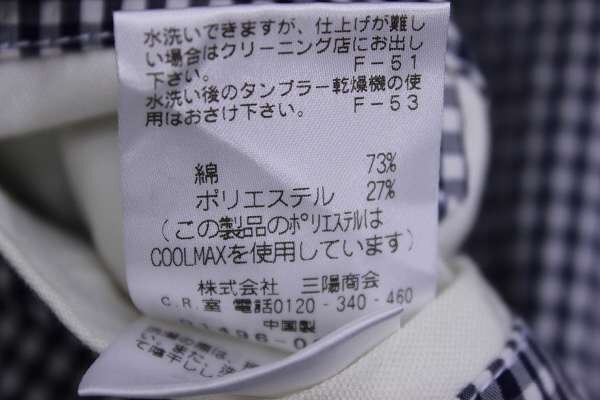 水洗いできますが、仕上げが難し
い場合はクリーニング店にお出し
下さい。 F-51
水洗い後のタンブラー乾燥機の使
用はおさけ下さい。 F-53
綿 73%
ポリエステル 27%
(この製品のポリエステルは
COOLMAXを使用しています)
株式会社 三陽商会
C.R.室 電話0120-340-460
中国製